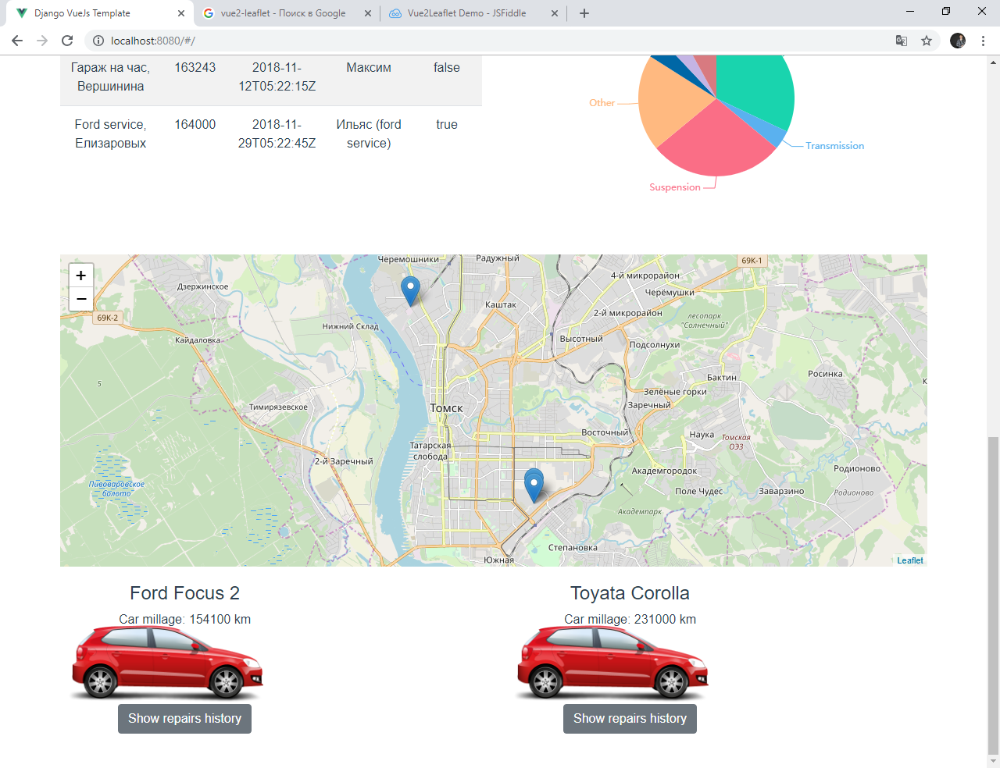 Django VueJs Template
vue2-leaflet - Поиск в Google
Vue2Leaflet Demo - JSFiddle
localhost:8080/#/
Гараж на час, Вершинина
163243
2018-11-12T05:22:15Z
Максим
false
Ford service, Елизаровых
164000
2018-11-29T05:22:45Z
Ильяс (ford service)
true
Other
Transmission
Suspension
+
−
Черемошники
Радужный
69К-1
Дзержинское
4-й микрорайон
Черёмушки
Каштак
2-й микрорайон
лесопарк "Солнечный"
69К-2
Нижний Склад
Кайдаловка
Высотный
Подсолнухи
Росинка
Бактин
К
5
Зелёные горки
Тимирязевское
Томск
Заречный
Восточный
Наука
Томская ОЭЗ
Татарская слобода
2-й Заречный
Академгородок
Родионово
Пивоваровское болото
Поле Чудес
Заварзино
Родионово
Академпарк
Степановка
Южная
Leaflet
Ford Focus 2
Car millage: 154100 km
Show repairs history
Toyata Corolla
Car millage: 231000 km
Show repairs history